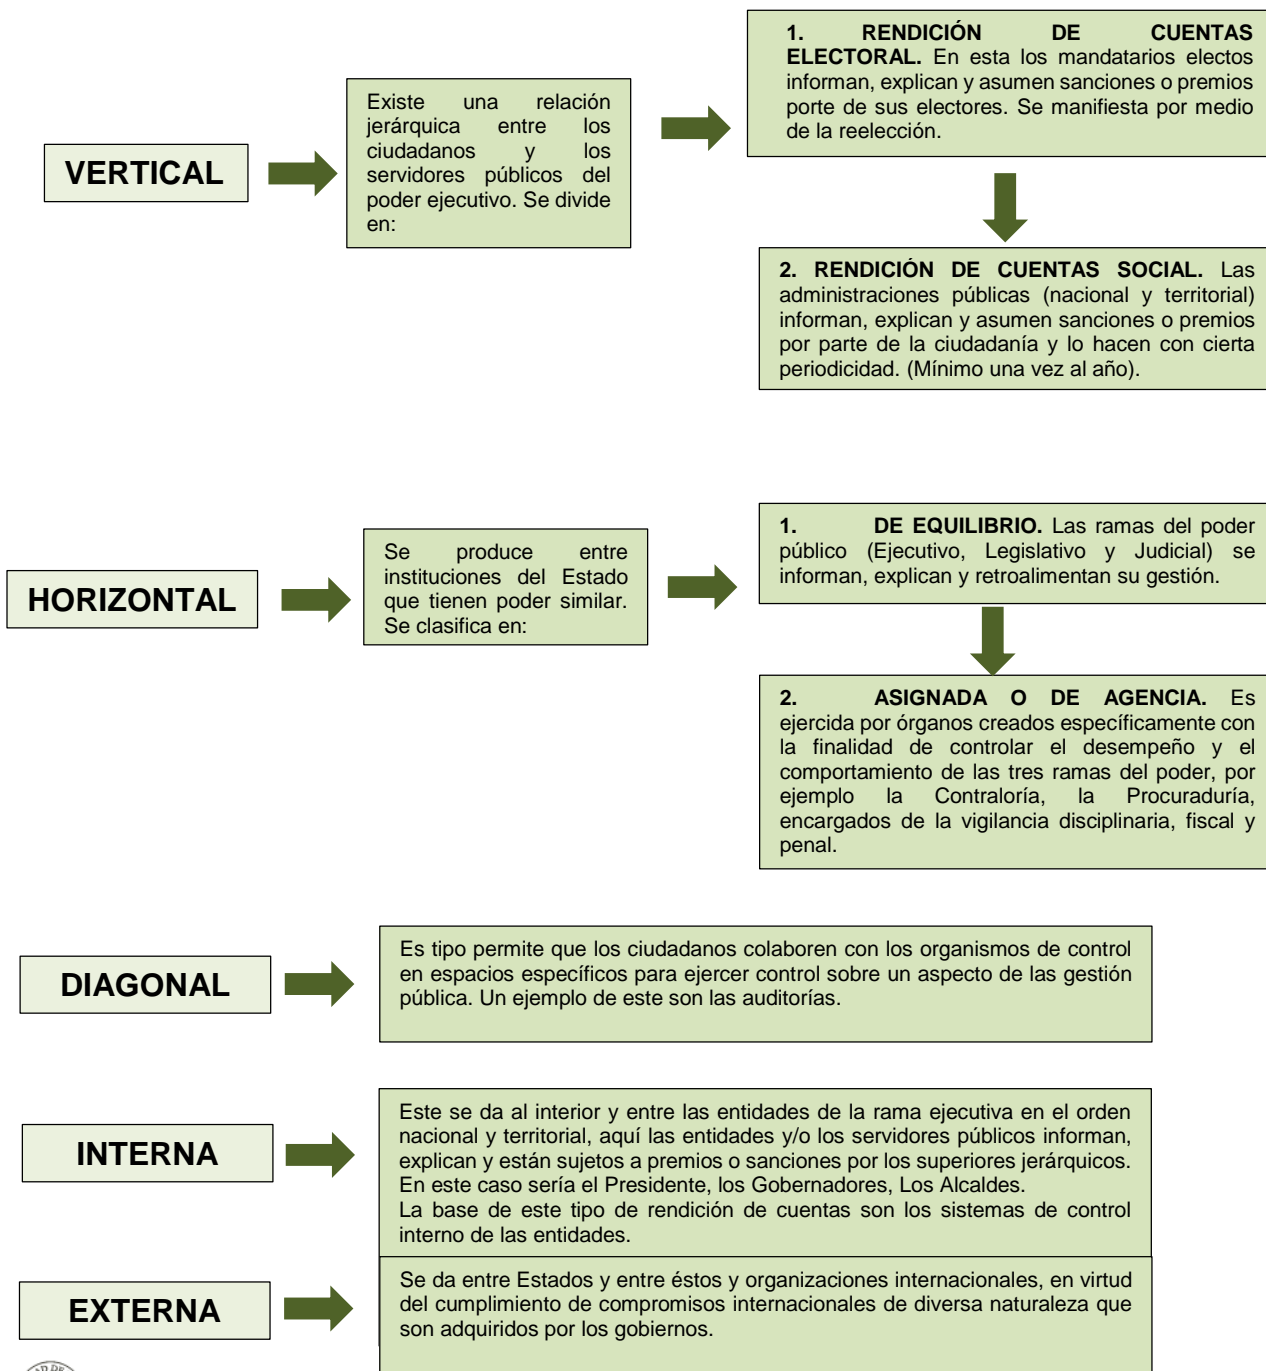 VERTICAL
Existe una relación
jerárquica entre los
ciudadanos y los
servidores públicos del
poder ejecutivo. Se divide
en:
1. RENDICIÓN DE CUENTAS
ELECTORAL. En esta los mandatarios electos
informan, explican y asumen sanciones o premios
porte de sus electores. Se manifiesta por medio
de la reelección.
2. RENDICIÓN DE CUENTAS SOCIAL. Las
administraciones públicas (nacional y territorial)
informan, explican y asumen sanciones o premios
por parte de la ciudadanía y lo hacen con cierta
periodicidad. (Mínimo una vez al año).
HORIZONTAL
Se produce entre
instituciones del Estado
que tienen poder similar.
Se clasifica en:
1. DE EQUILIBRIO. Las ramas del poder
público (Ejecutivo, Legislativo y Judicial) se
informan, explican y retroalimentan su gestión.
2. ASIGNADA O DE AGENCIA. Es
ejercida por órganos creados específicamente con
la finalidad de controlar el desempeño y el
comportamiento de las tres ramas del poder, por
ejemplo la Contraloría, la Procuraduría,
encargados de la vigilancia disciplinaria, fiscal y
penal.
DIAGONAL
Es tipo permite que los ciudadanos colaboren con los organismos de control
en espacios específicos para ejercer control sobre un aspecto de las gestión
pública. Un ejemplo de este son las auditorías.
INTERNA
Este se da al interior y entre las entidades de la rama ejecutiva en el orden
nacional y territorial, aquí las entidades y/o los servidores públicos informan,
explican y están sujetos a premios o sanciones por los superiores jerárquicos.
En este caso sería el Presidente, los Gobernadores, Los Alcaldes.
La base de este tipo de rendición de cuentas son los sistemas de control
interno de las entidades.
EXTERNA
Se da entre Estados y entre éstos y organizaciones internacionales, en virtud
del cumplimiento de compromisos internacionales de diversa naturaleza que
son adquiridos por los gobiernos.